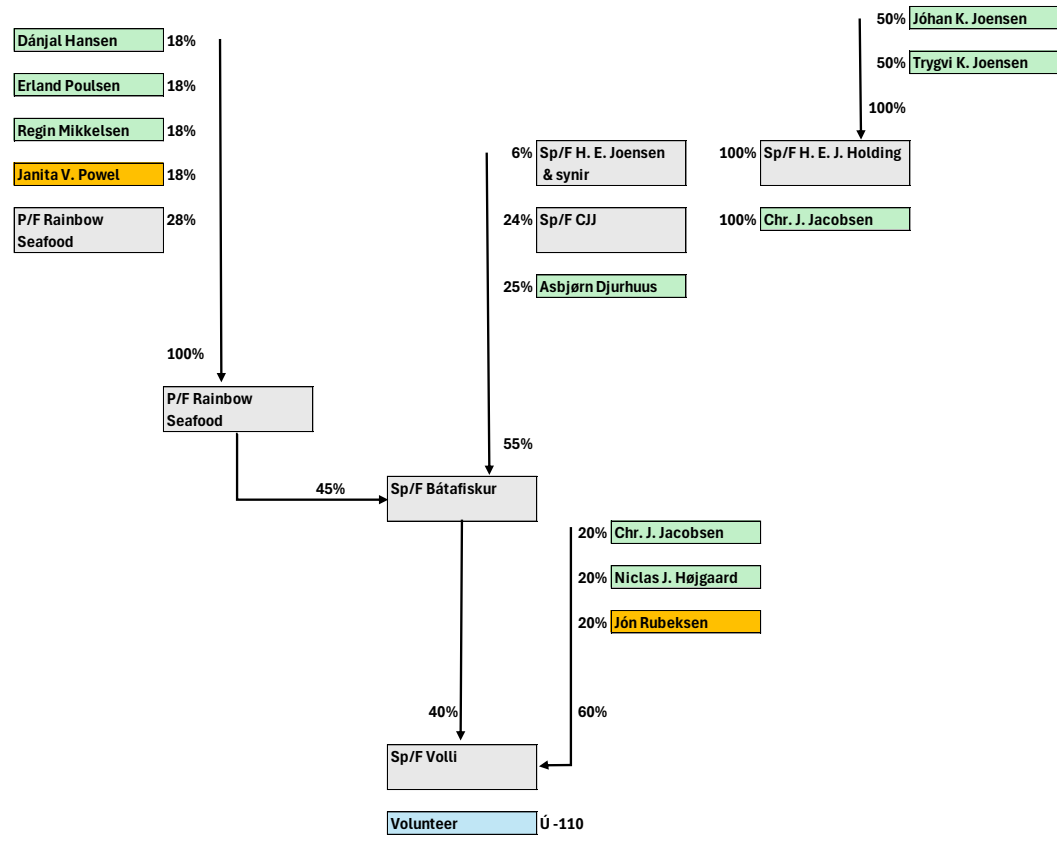 50% Jóhan K. Joensen
Dánjal Hansen 18%
50% Trygvi K. Joensen
Erland Poulsen 18%
100%
Regin Mikkelsen 18%
6% Sp/F H. E. Joensen
& synir
100% Sp/F H. E. J. Holding
Janita V. Powel 18%
P/F Rainbow
Seafood
28%
24% Sp/F CJJ
100% Chr. J. Jacobsen
25% Asbjørn Djurhuus
100%
P/F Rainbow
Seafood
55%
45%
Sp/F Bátafiskur
20% Chr. J. Jacobsen
20% Niclas J. Højgaard
20% Jón Rubeksen
40%
60%
Sp/F Volli
Volunteer Ú -110